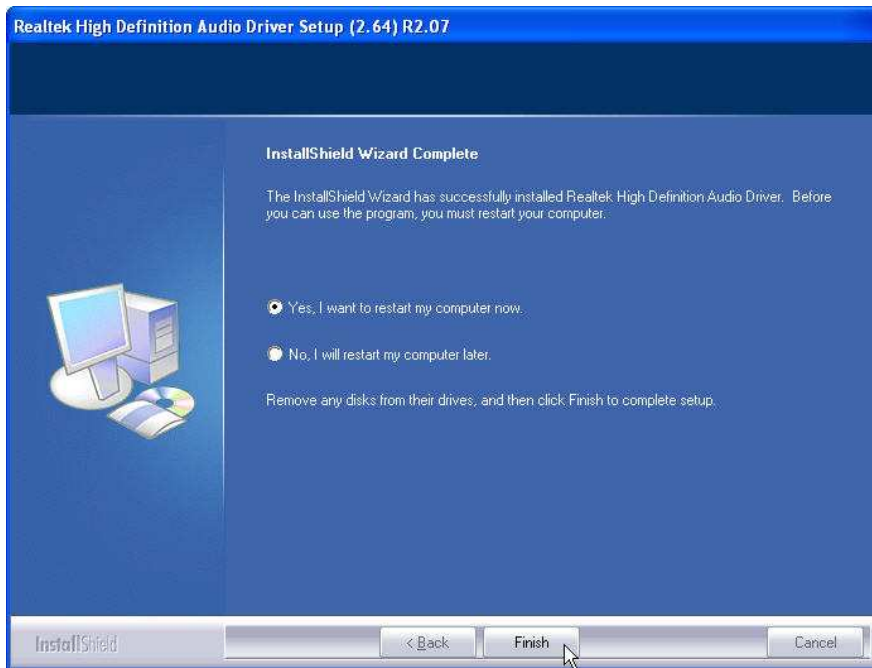 Realtek High Definition Audio Driver Setup (2.64) R2.07
InstallShield Wizard Complete
The InstallShield Wizard has successfully installed Realtek High Definition Audio Driver. Before
you can use the program, you must restart your computer.
Yes, I want to restart my computer now.
No, I will restart my computer later.
Remove any disks from their drives, and then click Finish to complete setup.
InstallShield
< Back Finish Cancel